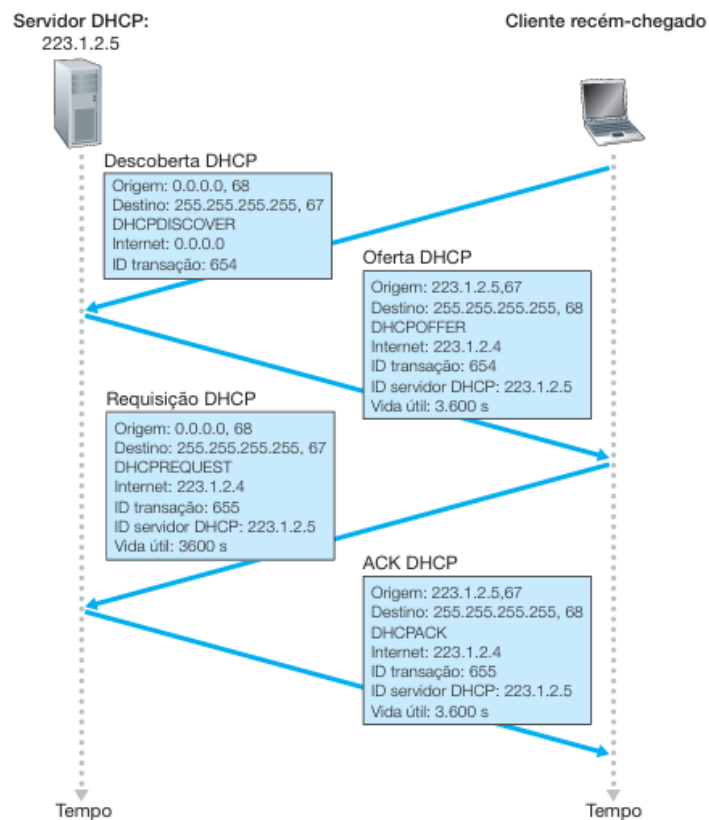 Servidor DHCP:
223.1.2.5
Cliente recém-chegado
Descoberta DHCP
Origem: 0.0.0.0, 68
Destino: 255.255.255.255, 67
DHCPDISCOVER
Internet: 0.0.0.0
ID transação: 654
Oferta DHCP
Origem: 223.1.2.5,67
Destino: 255.255.255.255, 68
DHCPOFFER
Internet: 223.1.2.4
ID transação: 654
ID servidor DHCP: 223.1.2.5
Vida útil: 3.600 s
Requisição DHCP
Origem: 0.0.0.0, 68
Destino: 255.255.255.255, 67
DHCPREQUEST
Internet: 223.1.2.4
ID transação: 655
ID servidor DHCP: 223.1.2.5
Vida útil: 3600 s
ACK DHCP
Origem: 223.1.2.5,67
Destino: 255.255.255.255, 68
DHCPACK
Internet: 223.1.2.4
ID transação: 655
ID servidor DHCP: 223.1.2.5
Vida útil: 3.600 s
Tempo
Tempo